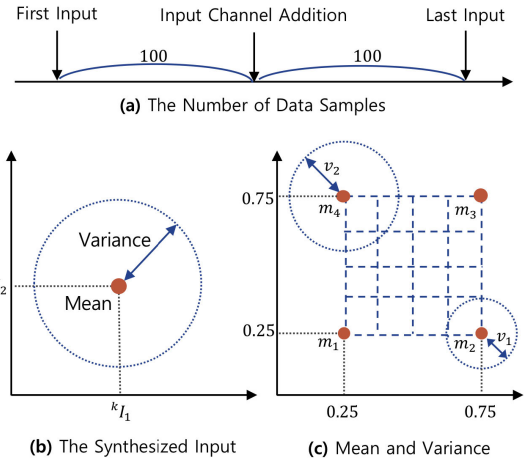 First Input
Input Channel Addition
Last Input
100
100
(a) The Number of Data Samples
Variance
Mean
2
ᵏI₁
(b) The Synthesized Input
v₂
0.75
m₄
m₃
0.25
m₁
m₂
v₁
0.25
0.75
(c) Mean and Variance